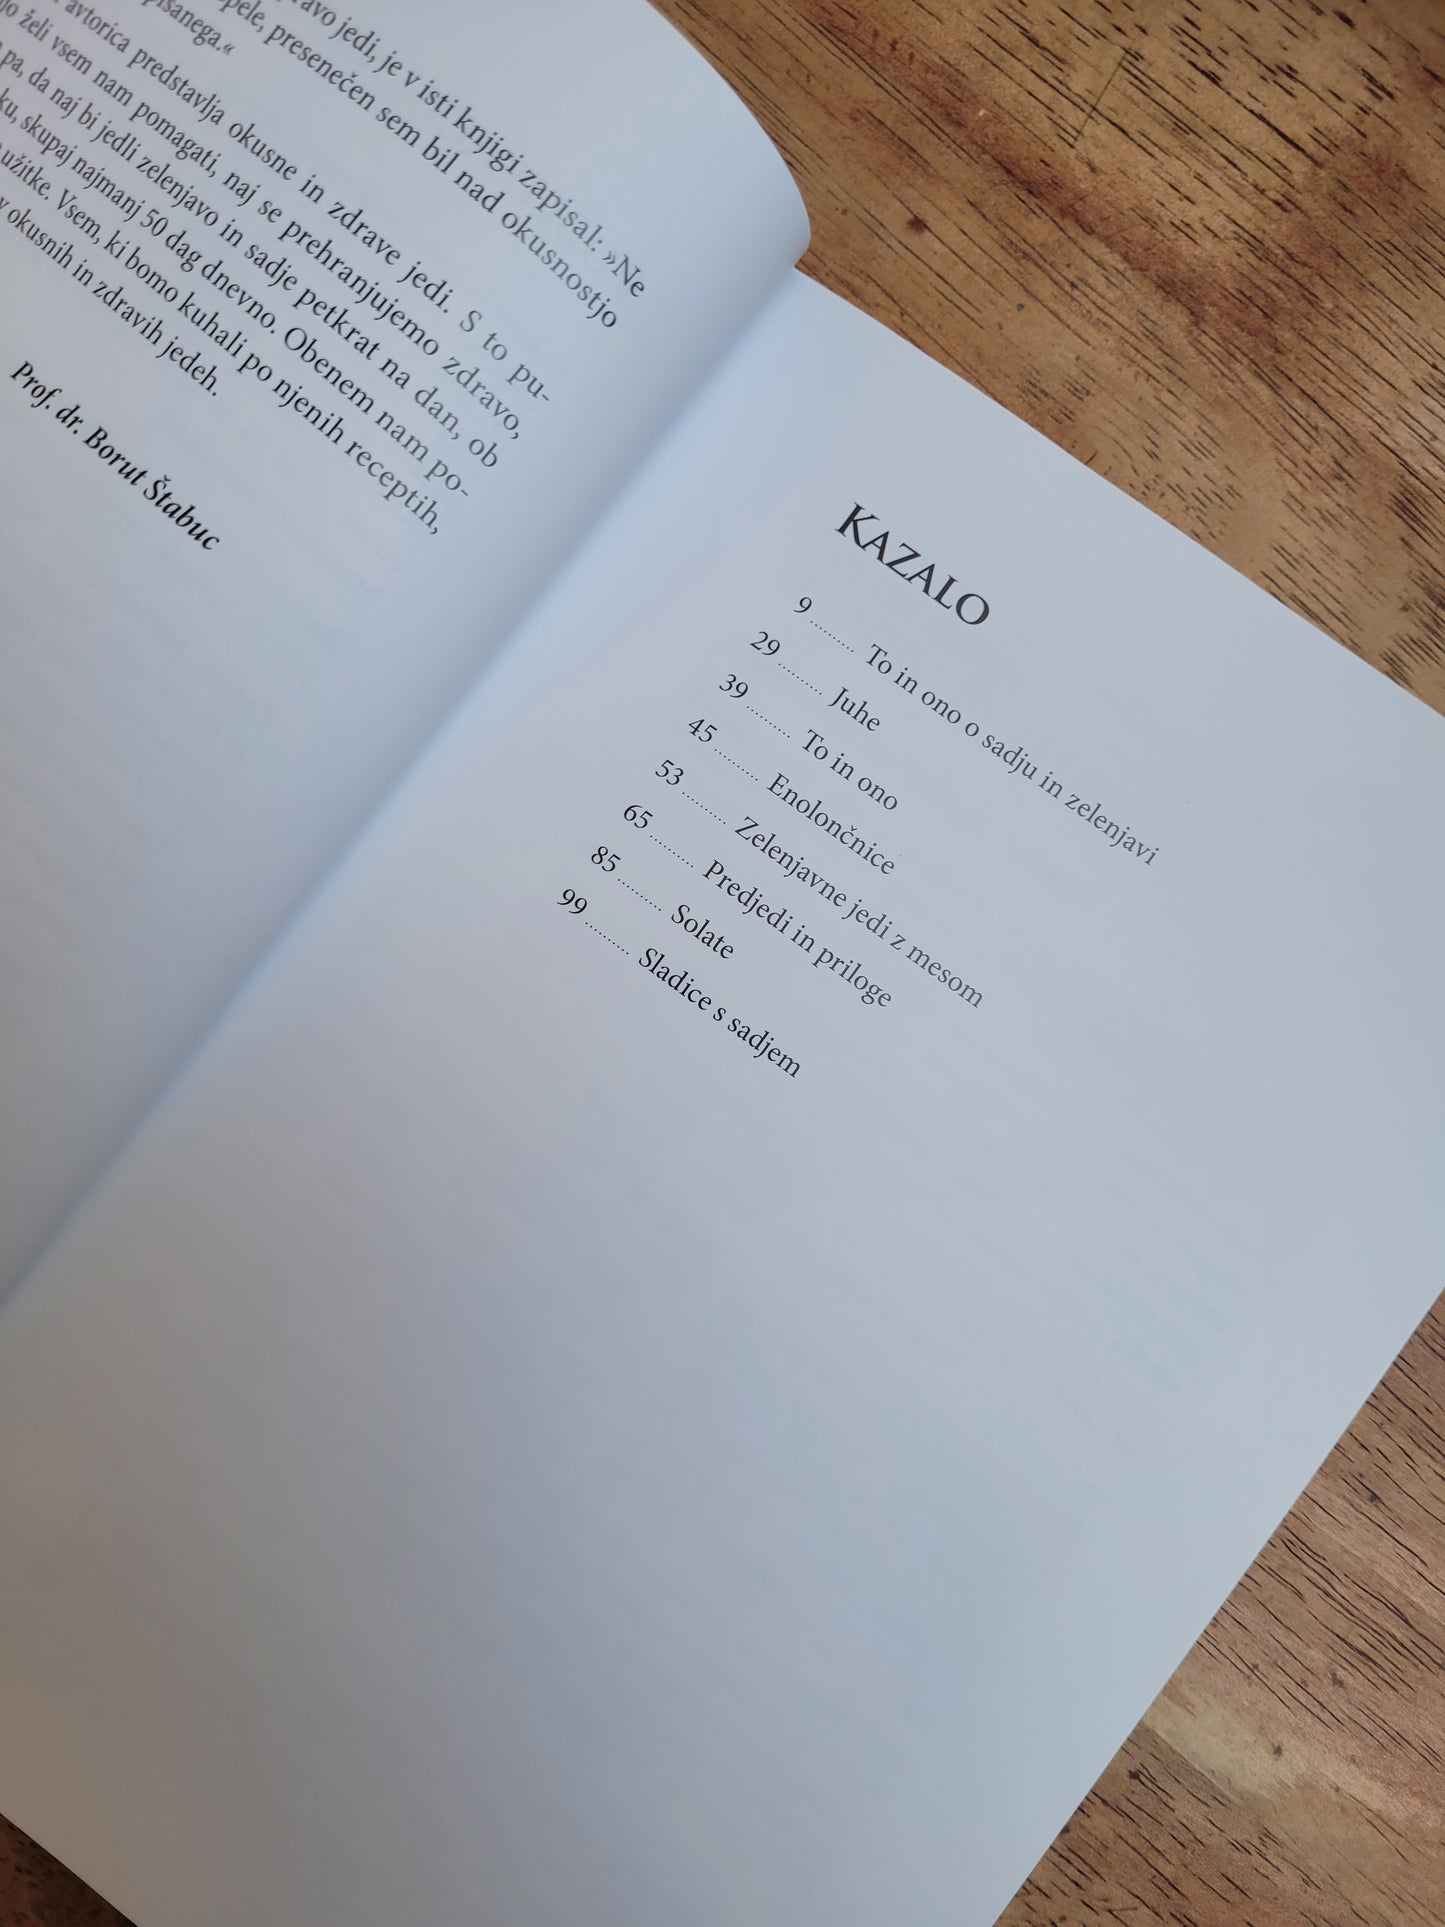 jedi, je v isti knjigi zapisal: »Ne
presenečen sem bil nad okusnostjo
avtorica predstavlja okusne in zdrave jedi. S to pu-
želi vsem nam pomagati, naj se prehranjujemo zdravo,
pa, da naj bi jedli zelenjavo in sadje petkrat na dan, ob
skupaj najmanj 50 dag dnevno. Obenem nam po-
užitke. Vsem, ki bomo kuhali po njenih receptih,
okusnih in zdravih jedeh.
Prof. dr. Borut Štabuc
KAZALO
9 .......... To in ono o sadju in zelenjavi
29 .......... Juhe
39 .......... To in ono
45 .......... Enolončnice
53 .......... Zelenjavne jedi z mesom
65 .......... Predjedi in priloge
85 .......... Solate
99 .......... Sladice s sadjem